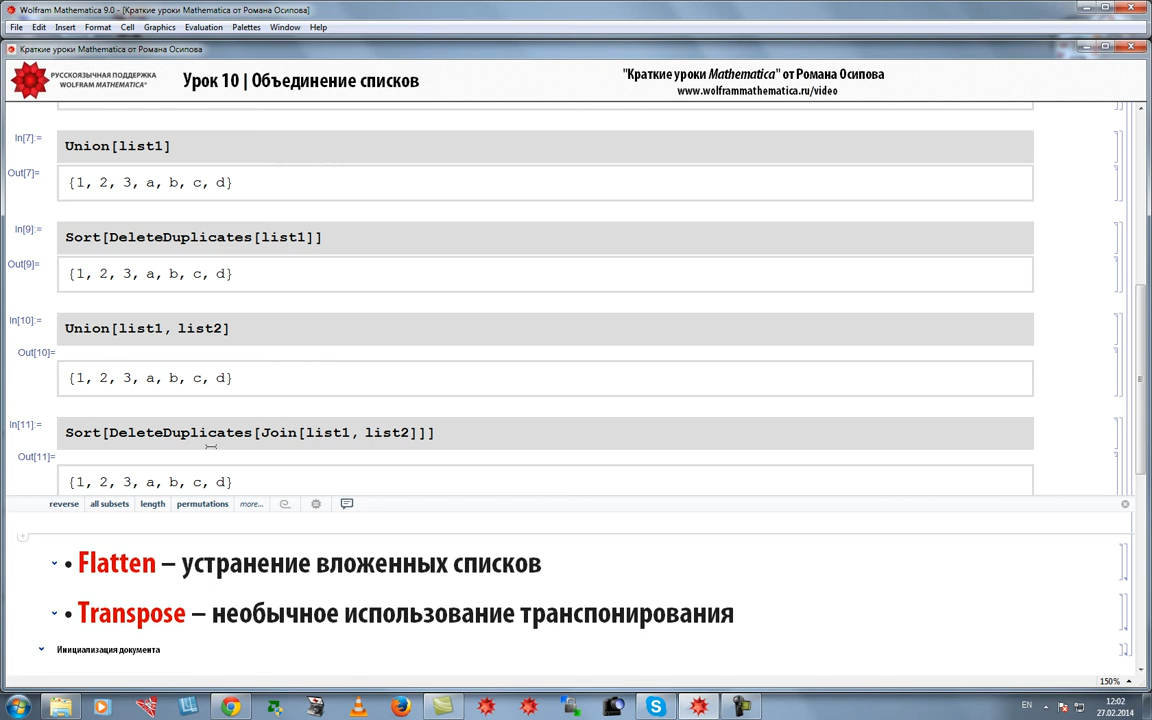 Wolfram Mathematica 9.0 - [Краткие уроки Mathematica от Романа Осипова]
File Edit Insert Format Cell Graphics Evaluation Palettes Window Help
Краткие уроки Mathematica от Романа Осипова
РУССКОЯЗЫЧНАЯ ПОДДЕРЖКА
WOLFRAM MATHEMATICA®
Урок 10 | Объединение списков
"Краткие уроки Mathematica" от Романа Осипова
www.wolframmathematica.ru/video
In[7]:= Union[list1]
Out[7]= {1, 2, 3, a, b, c, d}
In[9]:= Sort[DeleteDuplicates[list1]]
Out[9]= {1, 2, 3, a, b, c, d}
In[10]:= Union[list1, list2]
Out[10]= {1, 2, 3, a, b, c, d}
In[11]:= Sort[DeleteDuplicates[Join[list1, list2]]]
Out[11]= {1, 2, 3, a, b, c, d}
reverse all subsets length permutations more...
• Flatten – устранение вложенных списков
• Transpose – необычное использование транспонирования
Инициализация документа
150%
EN 12:02
27.02.2014